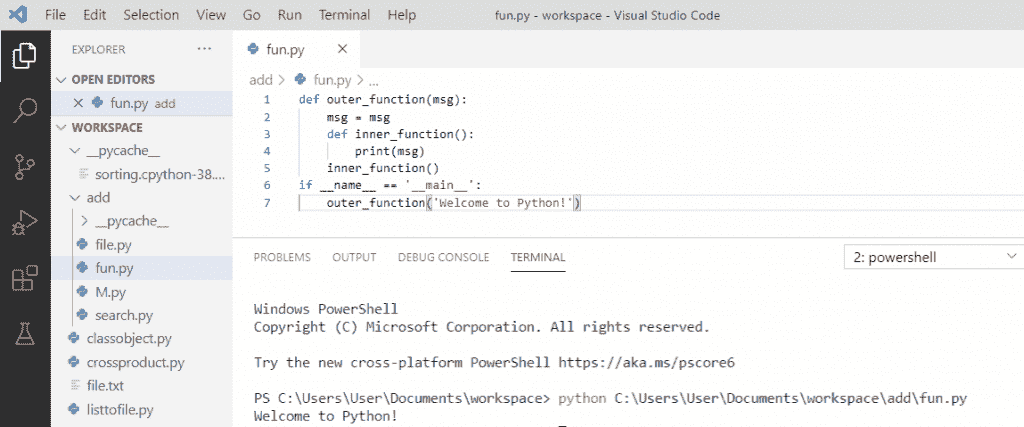 File Edit Selection View Go Run Terminal Help fun.py - workspace - Visual Studio Code
EXPLORER ...
OPEN EDITORS
fun.py add
WORKSPACE
__pycache__
sorting.cpython-38....
add
__pycache__
file.py
fun.py
M.py
search.py
classobject.py
crossproduct.py
file.txt
listtofile.py
fun.py
add > fun.py > ...
1 def outer_function(msg):
2 msg = msg
3 def inner_function():
4 print(msg)
5 inner_function()
6 if __name__ == '__main__':
7 outer_function('Welcome to Python!')
PROBLEMS OUTPUT DEBUG CONSOLE TERMINAL 2: powershell
Windows PowerShell
Copyright (C) Microsoft Corporation. All rights reserved.
Try the new cross-platform PowerShell https://aka.ms/pscore6
PS C:\Users\User\Documents\workspace> python C:\Users\User\Documents\workspace\add\fun.py
Welcome to Python!